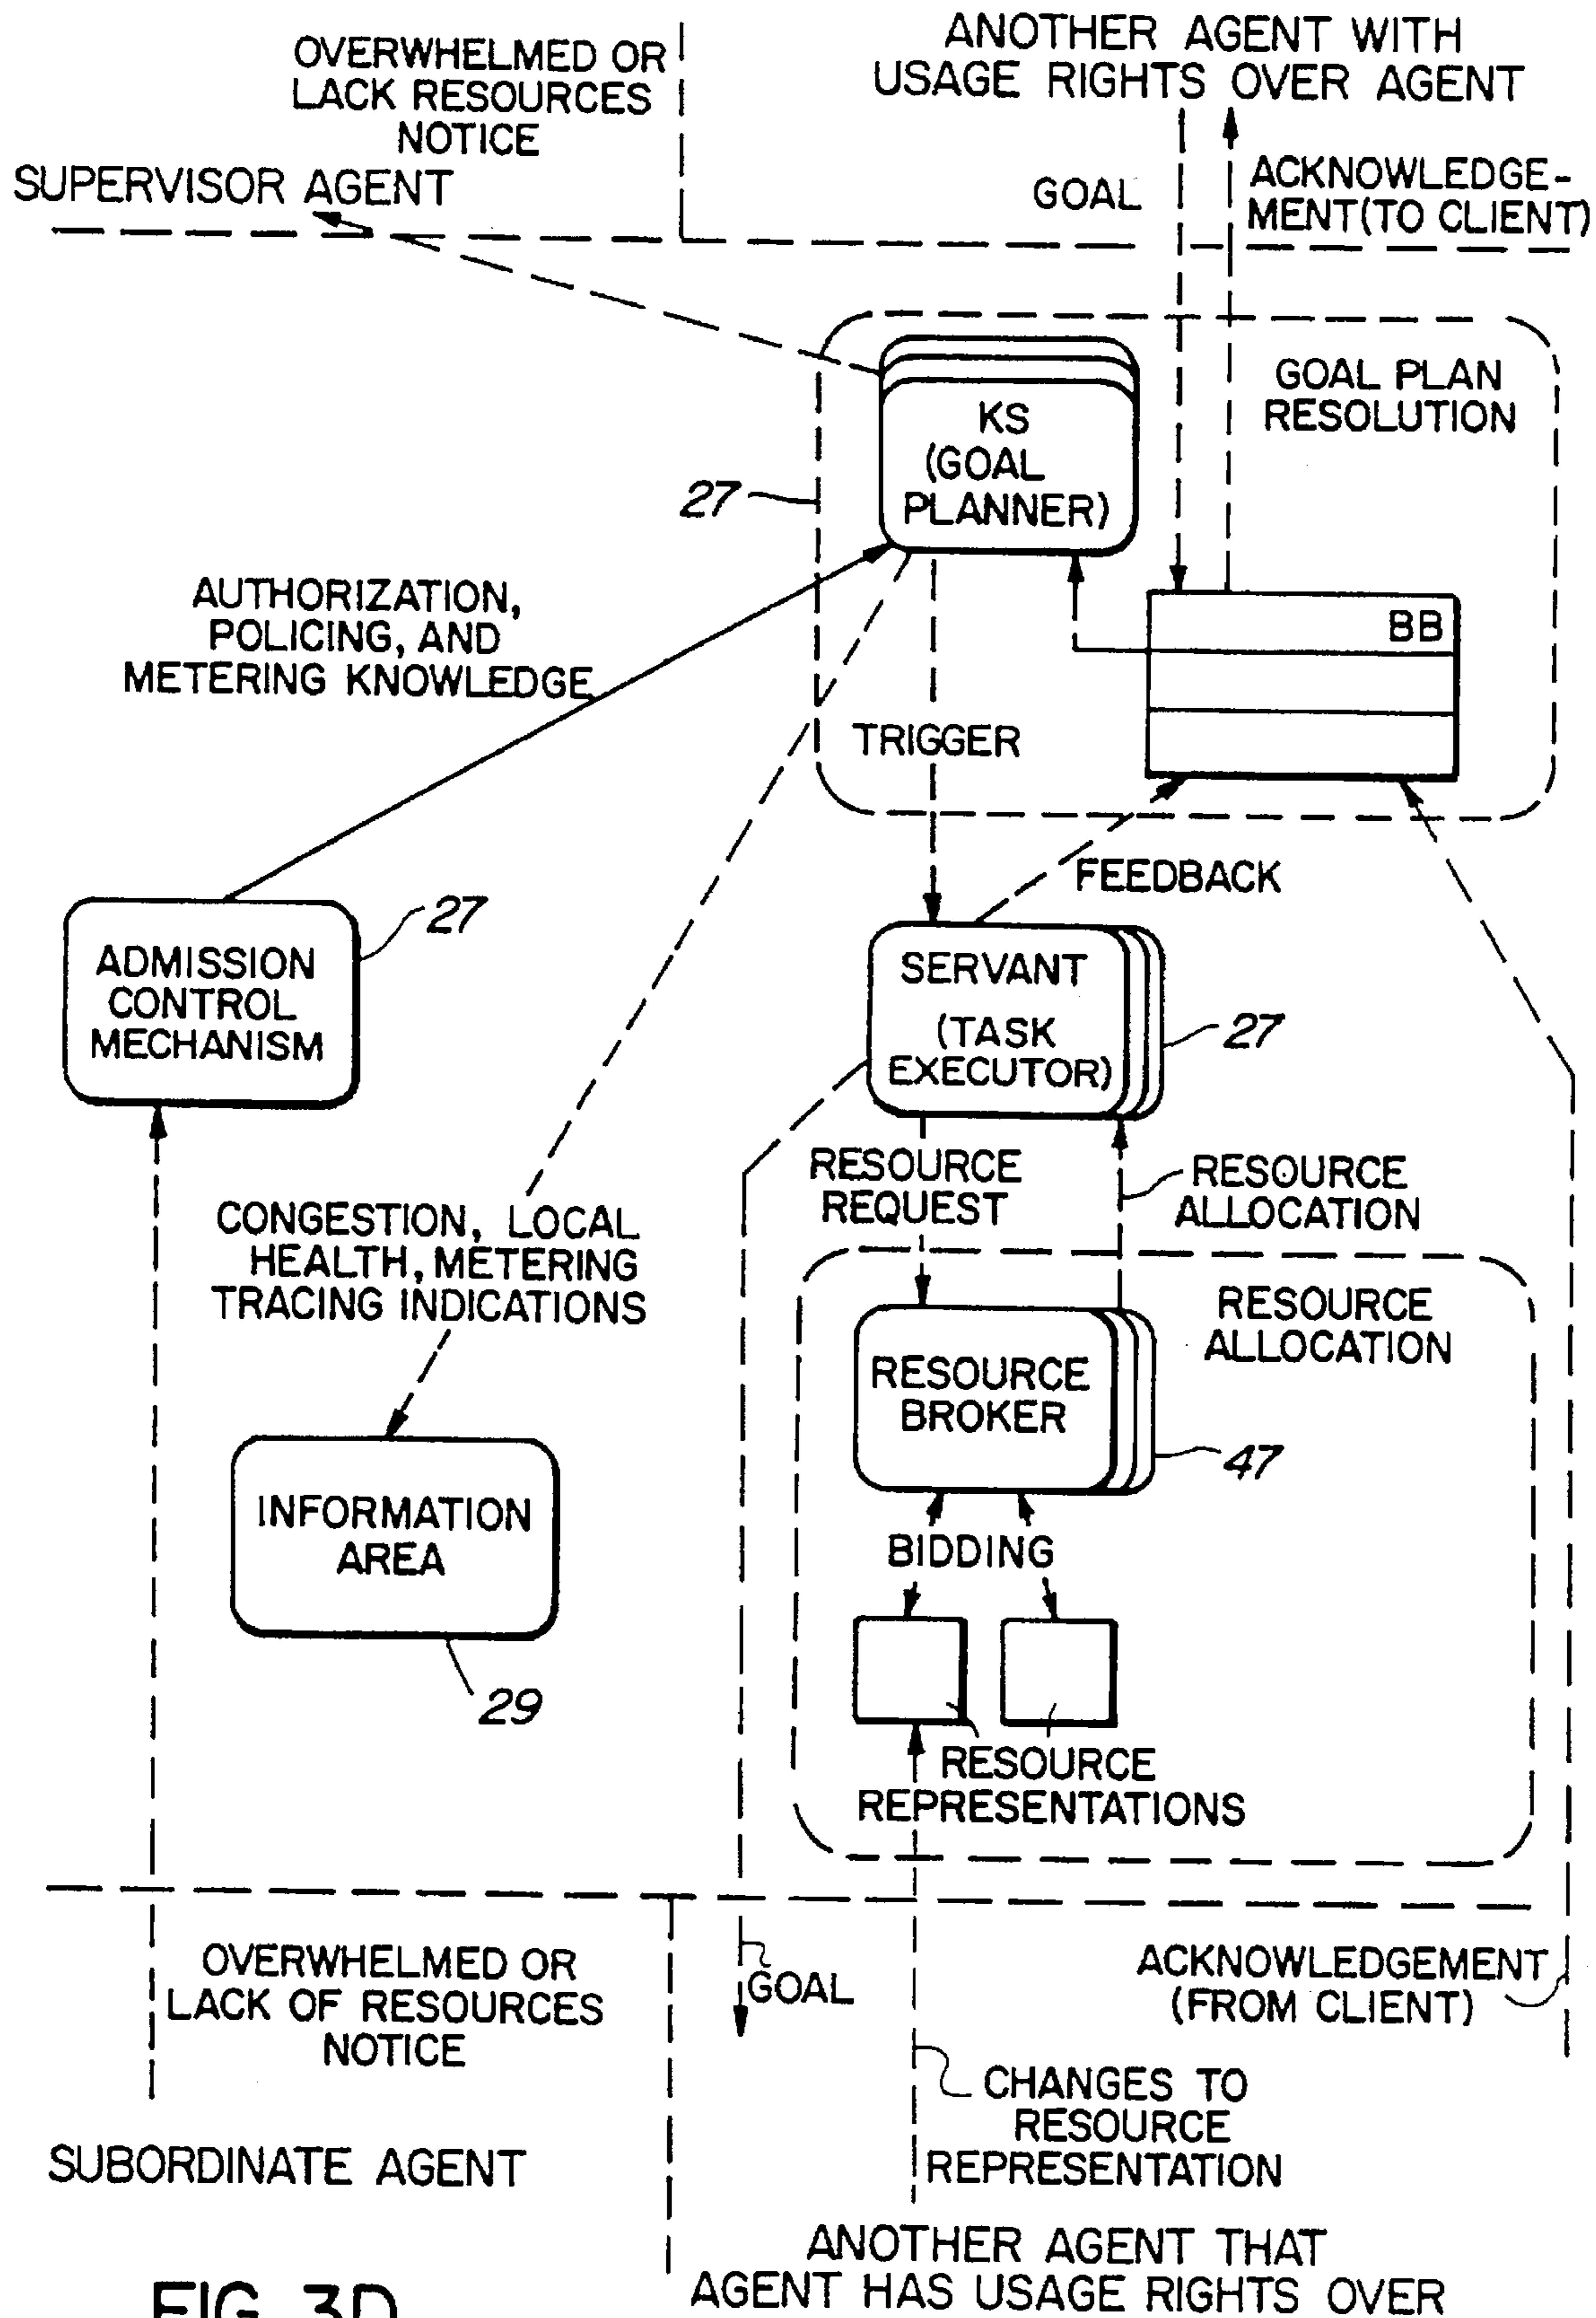 OVERWHELMED OR
LACK RESOURCES
NOTICE
SUPERVISOR AGENT
ANOTHER AGENT WITH
USAGE RIGHTS OVER AGENT
GOAL
ACKNOWLEDGE-
MENT(TO CLIENT)
GOAL PLAN
RESOLUTION
KS
(GOAL
PLANNER)
27
BB
AUTHORIZATION,
POLICING, AND
METERING KNOWLEDGE
TRIGGER
FEEDBACK
ADMISSION
CONTROL
MECHANISM
27
SERVANT
(TASK
EXECUTOR)
27
RESOURCE
REQUEST
RESOURCE
ALLOCATION
CONGESTION, LOCAL
HEALTH, METERING
TRACING INDICATIONS
RESOURCE
ALLOCATION
RESOURCE
BROKER
47
INFORMATION
AREA
29
BIDDING
RESOURCE
REPRESENTATIONS
OVERWHELMED OR
LACK OF RESOURCES
NOTICE
GOAL
ACKNOWLEDGEMENT
(FROM CLIENT)
CHANGES TO
RESOURCE
REPRESENTATION
SUBORDINATE AGENT
ANOTHER AGENT THAT
AGENT HAS USAGE RIGHTS OVER
FIG. 3D